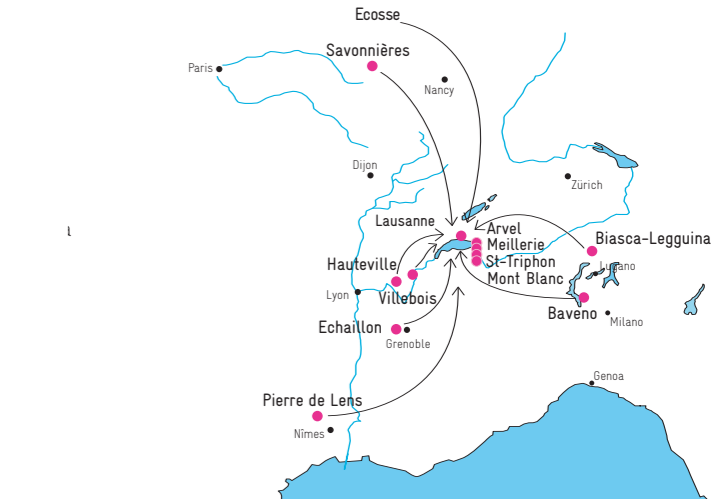 Ecosse
Savonnières
Paris
Nancy
Dijon
Zürich
Lausanne
Arvel
Meillerie
St-Triphon
Mont Blanc
Biasca-Legguina
Lugano
Hauteville
Villebois
Lyon
Baveno
Milano
Echaillon
Grenoble
Genoa
Pierre de Lens
Nîmes